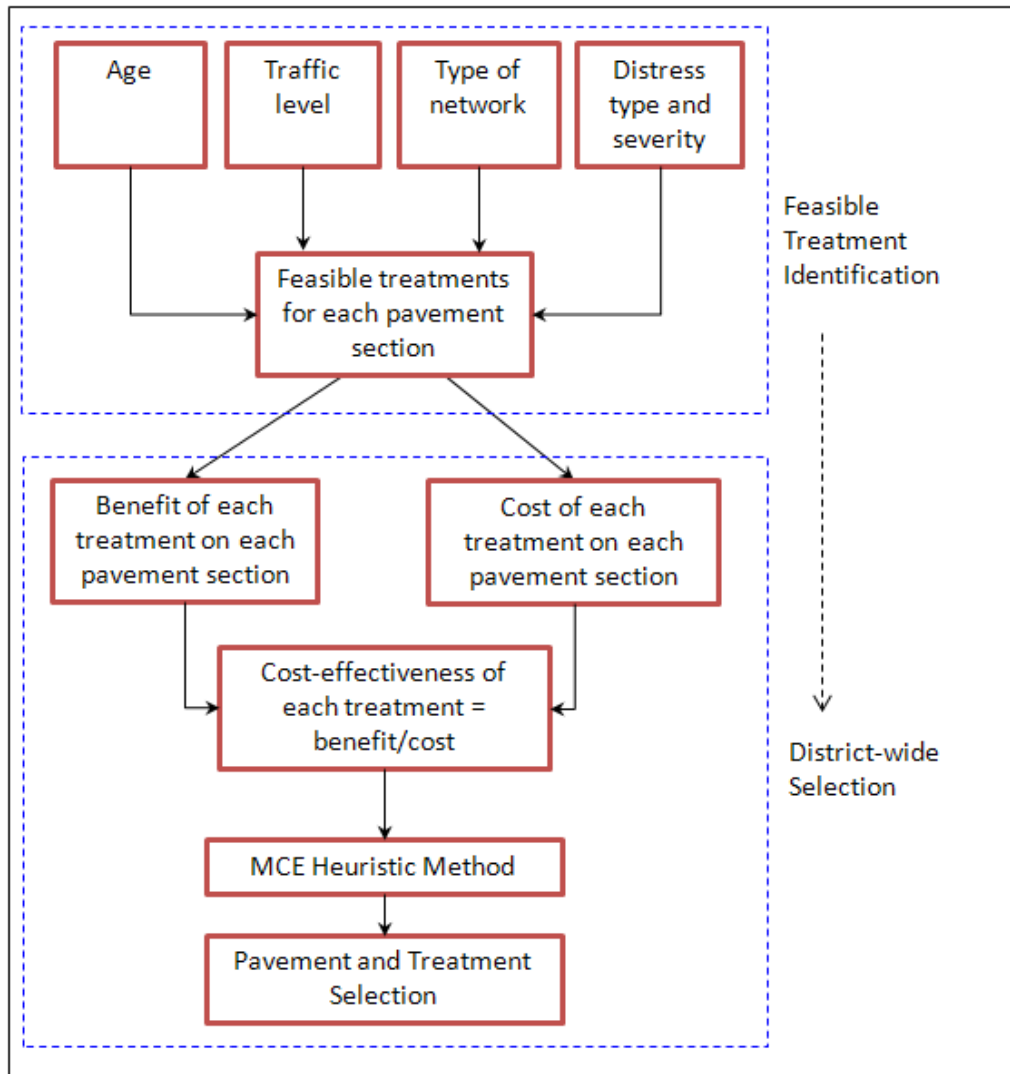 Age
Traffic
level
Type of
network
Distress
type and
severity
Feasible
Treatment
Identification
Feasible treatments
for each pavement
section
Benefit of each
treatment on each
pavement section
Cost of each
treatment on each
pavement section
Cost-effectiveness of
each treatment =
benefit/cost
District-wide
Selection
MCE Heuristic Method
Pavement and Treatment
Selection